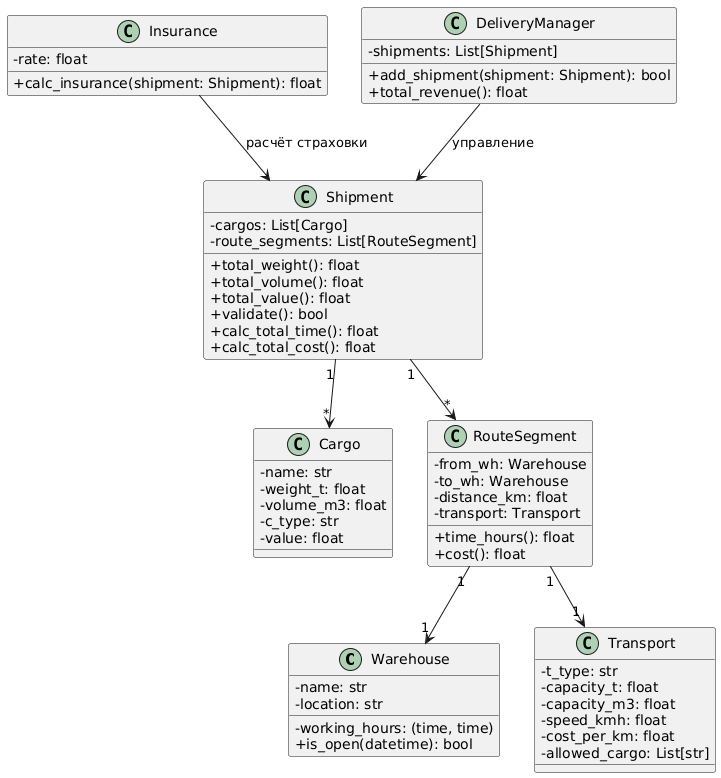 C Insurance
-rate: float
+calc_insurance(shipment: Shipment): float
C DeliveryManager
-shipments: List[Shipment]
+add_shipment(shipment: Shipment): bool
+total_revenue(): float
расчёт страховки
управление
C Shipment
-cargos: List[Cargo]
-route_segments: List[RouteSegment]
+total_weight(): float
+total_volume(): float
+total_value(): float
+validate(): bool
+calc_total_time(): float
+calc_total_cost(): float
1
1
*
*
C Cargo
-name: str
-weight_t: float
-volume_m3: float
-c_type: str
-value: float
C RouteSegment
-from_wh: Warehouse
-to_wh: Warehouse
-distance_km: float
-transport: Transport
+time_hours(): float
+cost(): float
1
1
1
1
C Warehouse
-name: str
-location: str
-working_hours: (time, time)
+is_open(datetime): bool
C Transport
-t_type: str
-capacity_t: float
-capacity_m3: float
-speed_kmh: float
-cost_per_km: float
-allowed_cargo: List[str]